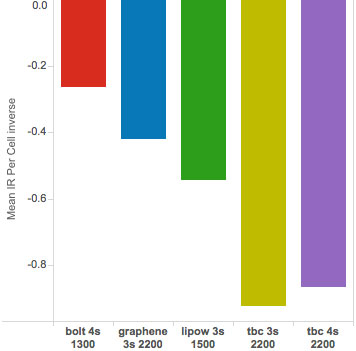 0.0
-0.2
-0.4
-0.6
-0.8
Mean IR Per Cell inverse
bolt 4s
1300
graphene
3s 2200
lipow 3s
1500
tbc 3s
2200
tbc 4s
2200